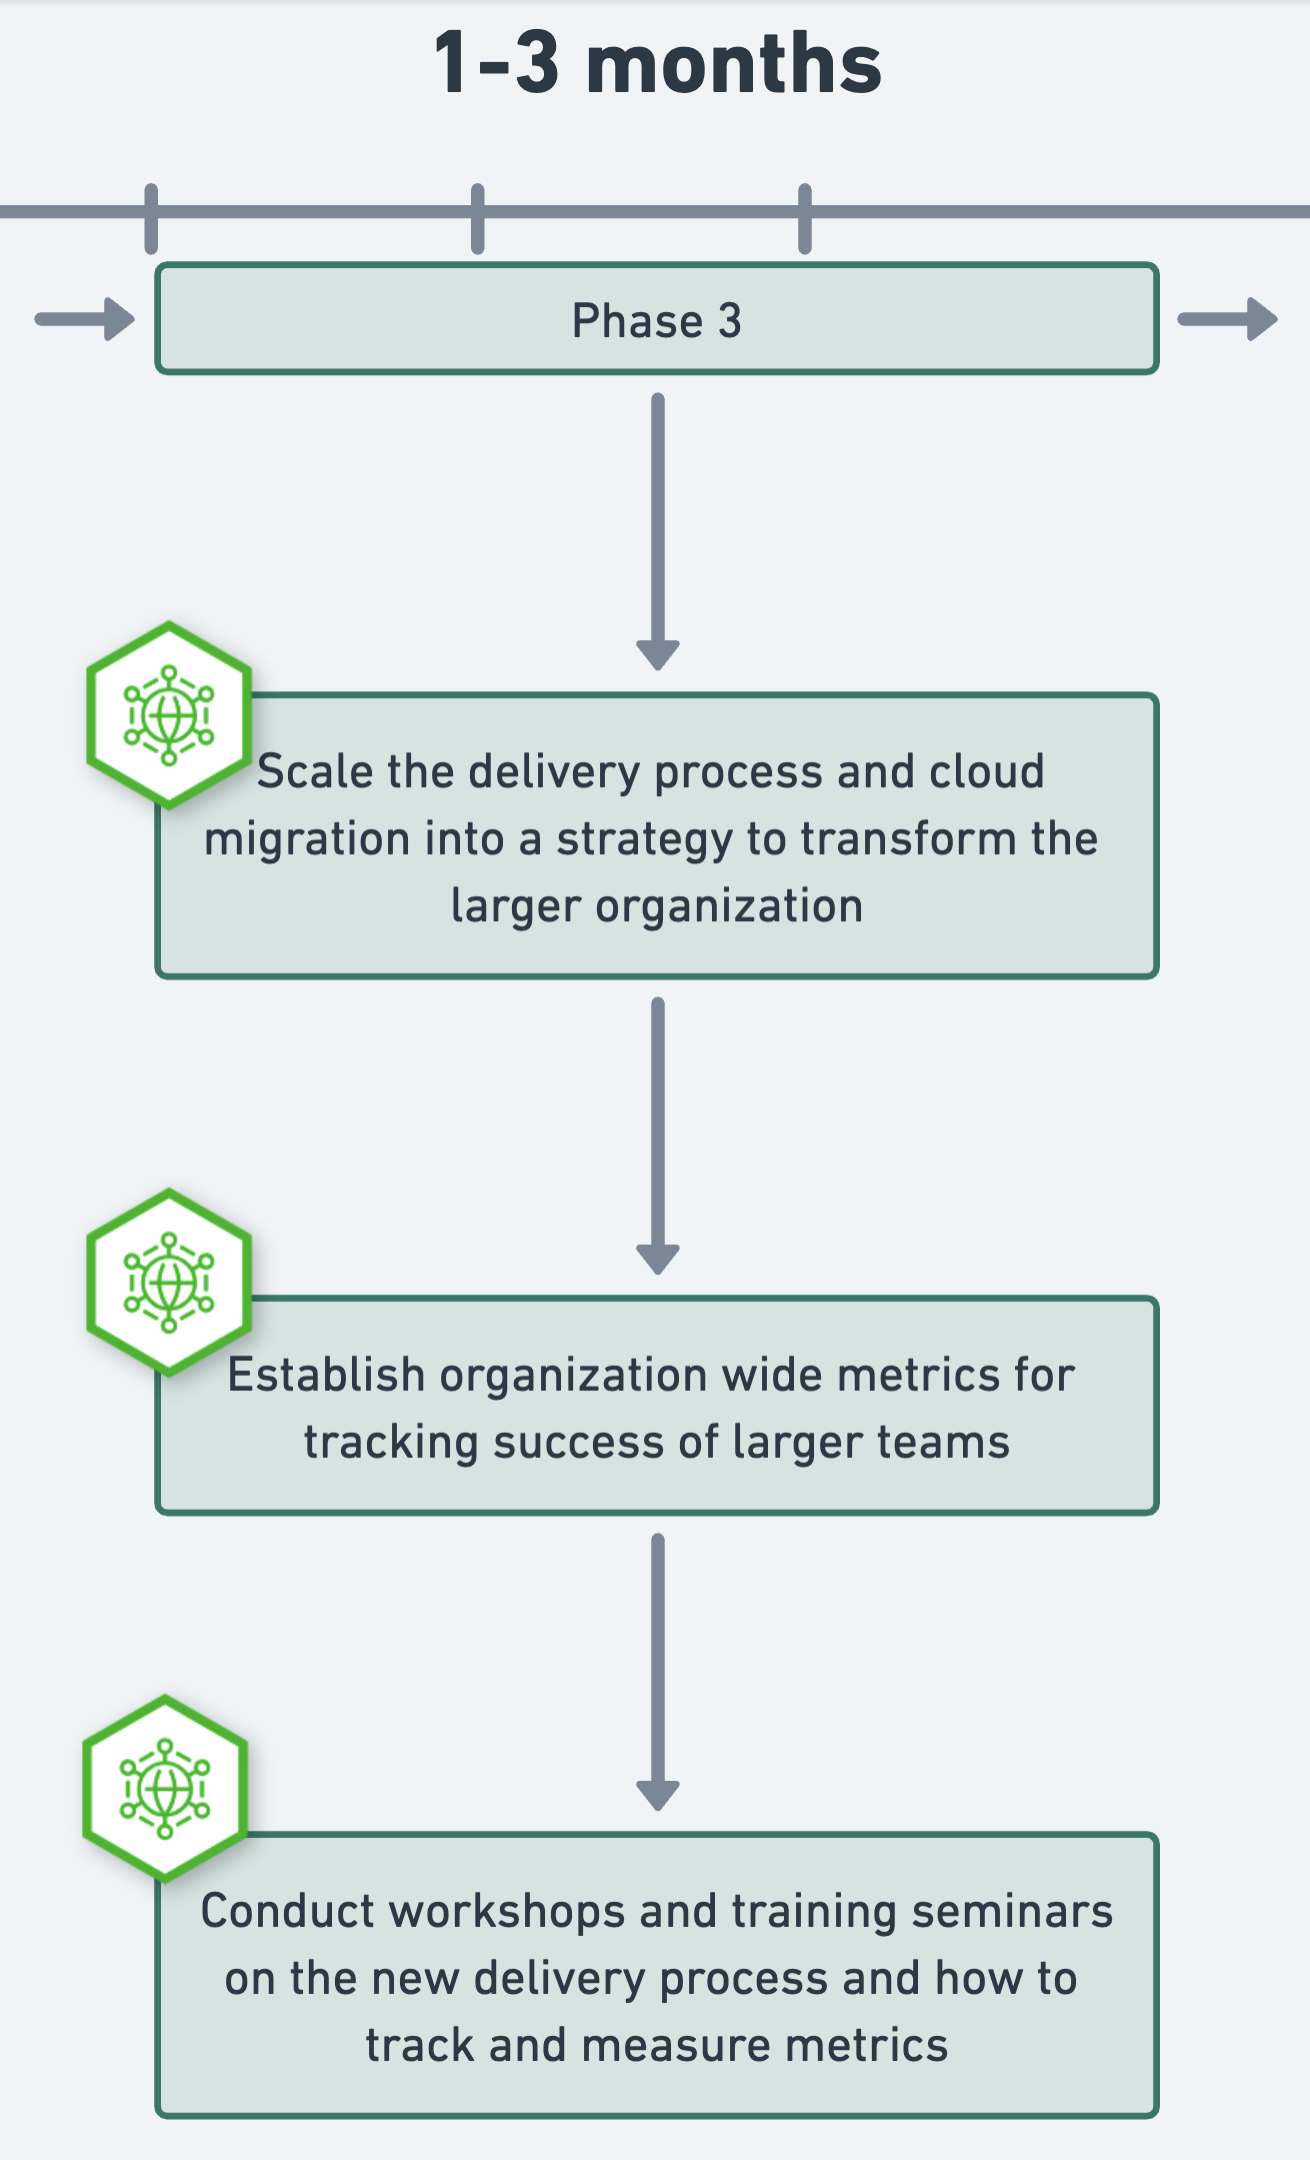 1-3 months
Phase 3
Scale the delivery process and cloud
migration into a strategy to transform the
larger organization
Establish organization wide metrics for
tracking success of larger teams
Conduct workshops and training seminars
on the new delivery process and how to
track and measure metrics